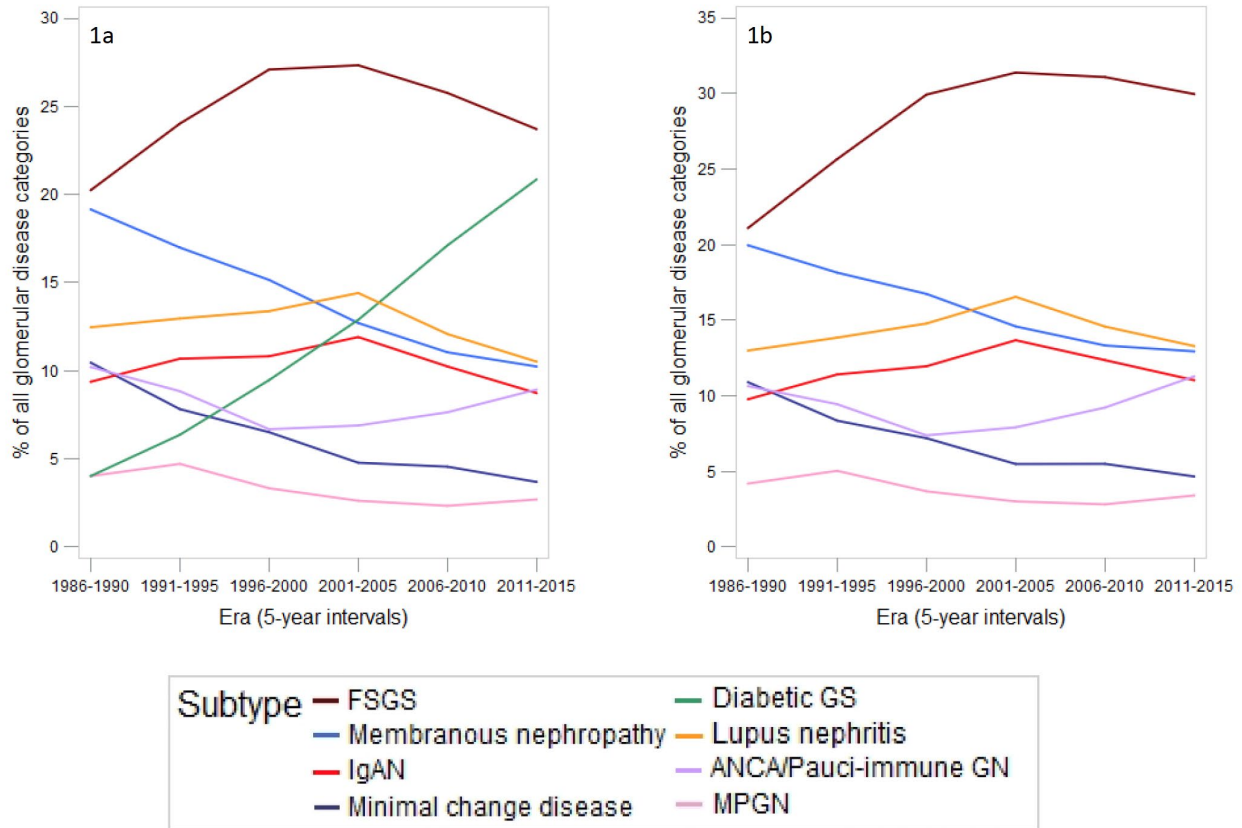 1a
% of all glomerular disease categories
30
25
20
15
10
5
0
1986-1990 1991-1995 1996-2000 2001-2005 2006-2010 2011-2015
Era (5-year intervals)
1b
% of all glomerular disease categories
35
30
25
20
15
10
5
0
1986-1990 1991-1995 1996-2000 2001-2005 2006-2010 2011-2015
Era (5-year intervals)
Subtype
FSGS
Membranous nephropathy
IgAN
Minimal change disease
Diabetic GS
Lupus nephritis
ANCA/Pauci-immune GN
MPGN